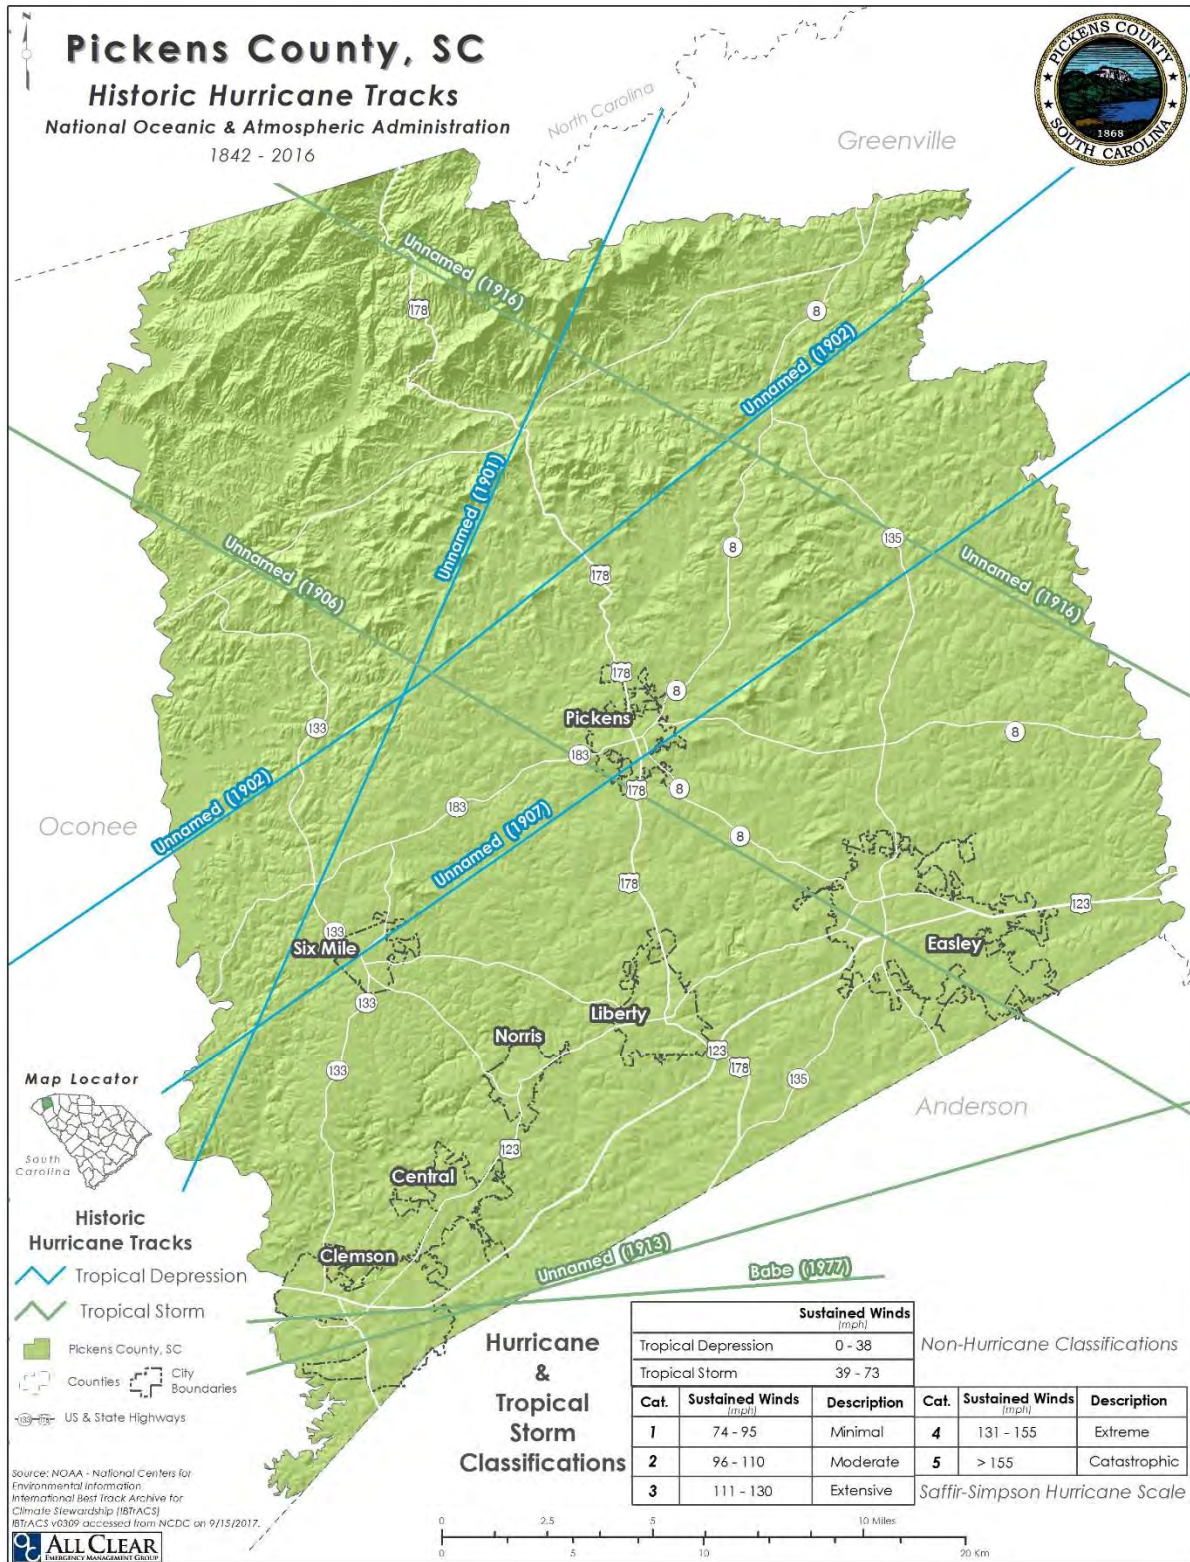 N
Pickens County, SC
Historic Hurricane Tracks
National Oceanic & Atmospheric Administration
1842 - 2016
PICKENS COUNTY
SOUTH CAROLINA
1868
North Carolina
Greenville
Unnamed (1916)
178
8
Unnamed (1902)
Unnamed (1901)
135
8
Unnamed (1906)
178
Unnamed (1916)
178
8
Pickens
133
8
183
178
8
183
Unnamed (1902)
Oconee
Unnamed (1907)
8
178
123
133
Six Mile
Easley
133
Liberty
Norris
123
178
133
135
Map Locator
South
Carolina
Anderson
123
Central
Historic
Hurricane Tracks
Tropical Depression
Tropical Storm
Pickens County, SC
Counties
City
Boundaries
133
178
US & State Highways
Clemson
Unnamed (1913)
Babe (1977)
Hurricane
&
Tropical
Storm
Classifications
Sustained Winds
(mph)
Tropical Depression 0 - 38
Non-Hurricane Classifications
Tropical Storm 39 - 73
Cat. Sustained Winds (mph) Description Cat. Sustained Winds (mph) Description
1 74 - 95 Minimal 4 131 - 155 Extreme
2 96 - 110 Moderate 5 > 155 Catastrophic
3 111 - 130 Extensive Saffir-Simpson Hurricane Scale
Source: NOAA - National Centers for
Environmental Information
International Best Track Archive for
Climate Stewardship (IBTrACS)
IBTrACS v03r09 accessed from NCDC on 9/15/2017.
ALL CLEAR
EMERGENCY MANAGEMENT GROUP
0 2.5 5 10 Miles
0 5 10 20 Km